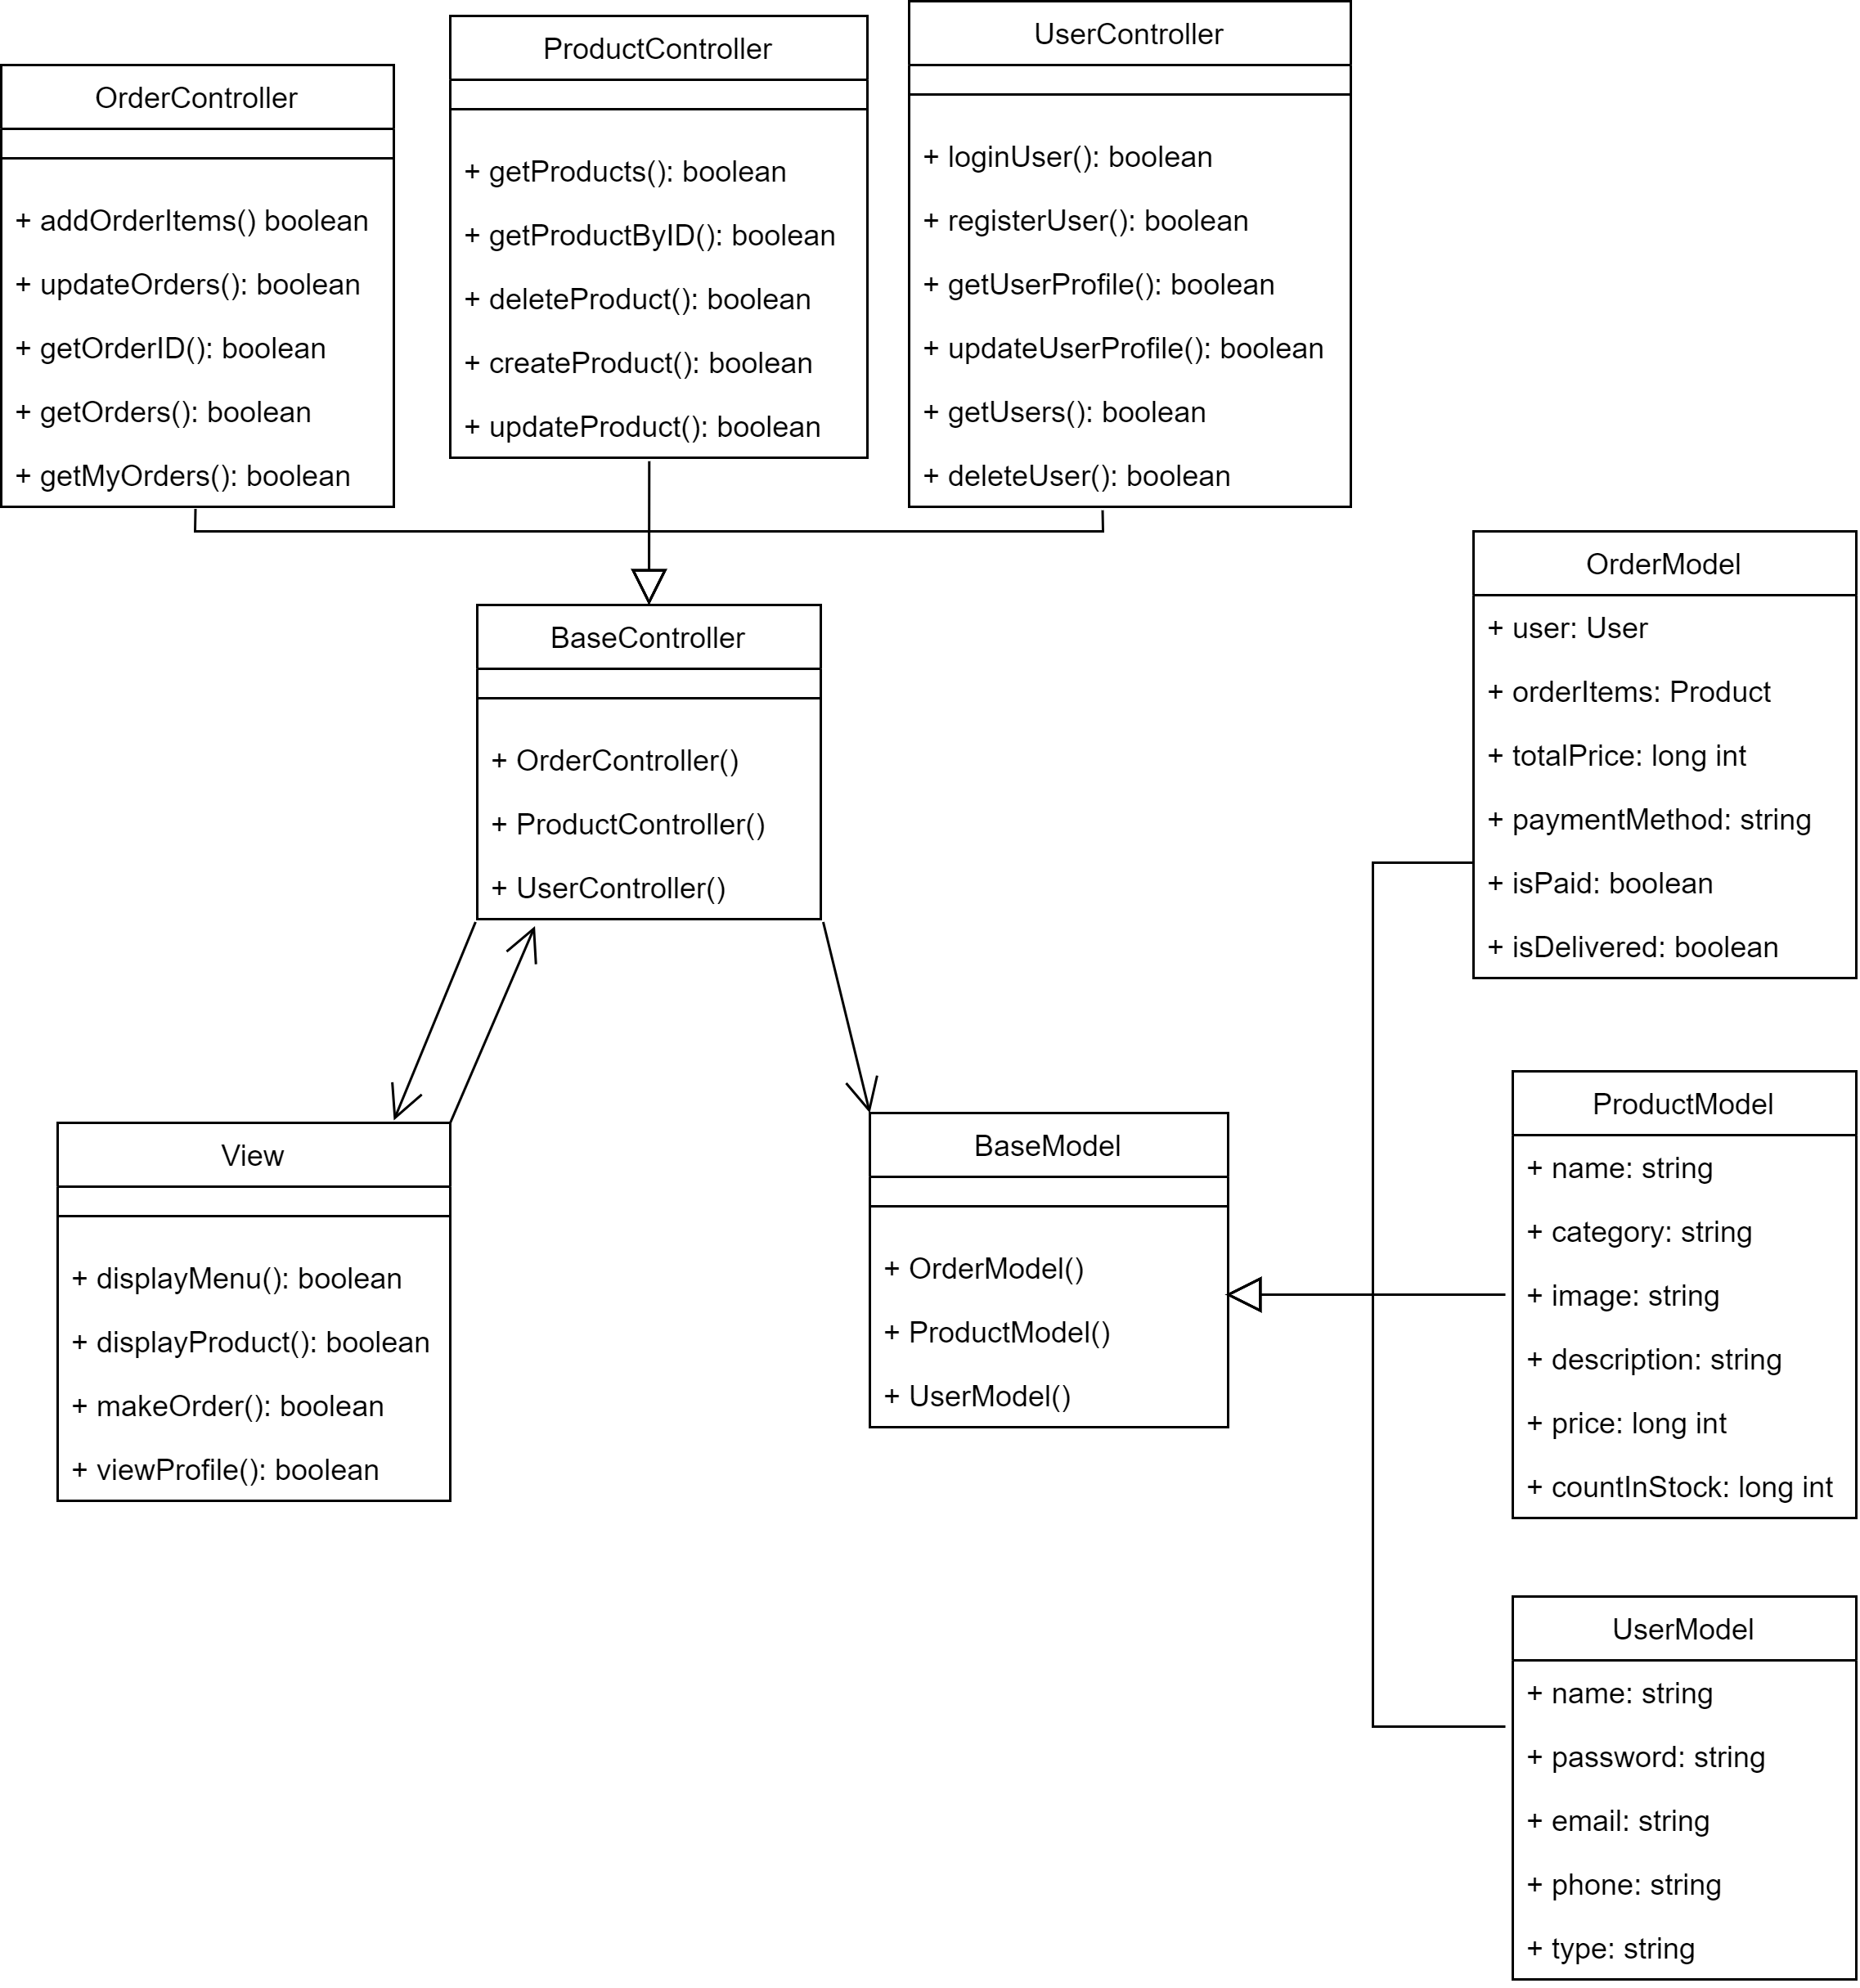 OrderController
+ addOrderItems() boolean
+ updateOrders(): boolean
+ getOrderID(): boolean
+ getOrders(): boolean
+ getMyOrders(): boolean
ProductController
+ getProducts(): boolean
+ getProductByID(): boolean
+ deleteProduct(): boolean
+ createProduct(): boolean
+ updateProduct(): boolean
UserController
+ loginUser(): boolean
+ registerUser(): boolean
+ getUserProfile(): boolean
+ updateUserProfile(): boolean
+ getUsers(): boolean
+ deleteUser(): boolean
BaseController
+ OrderController()
+ ProductController()
+ UserController()
View
+ displayMenu(): boolean
+ displayProduct(): boolean
+ makeOrder(): boolean
+ viewProfile(): boolean
BaseModel
+ OrderModel()
+ ProductModel()
+ UserModel()
OrderModel
+ user: User
+ orderItems: Product
+ totalPrice: long int
+ paymentMethod: string
+ isPaid: boolean
+ isDelivered: boolean
ProductModel
+ name: string
+ category: string
+ image: string
+ description: string
+ price: long int
+ countInStock: long int
UserModel
+ name: string
+ password: string
+ email: string
+ phone: string
+ type: string